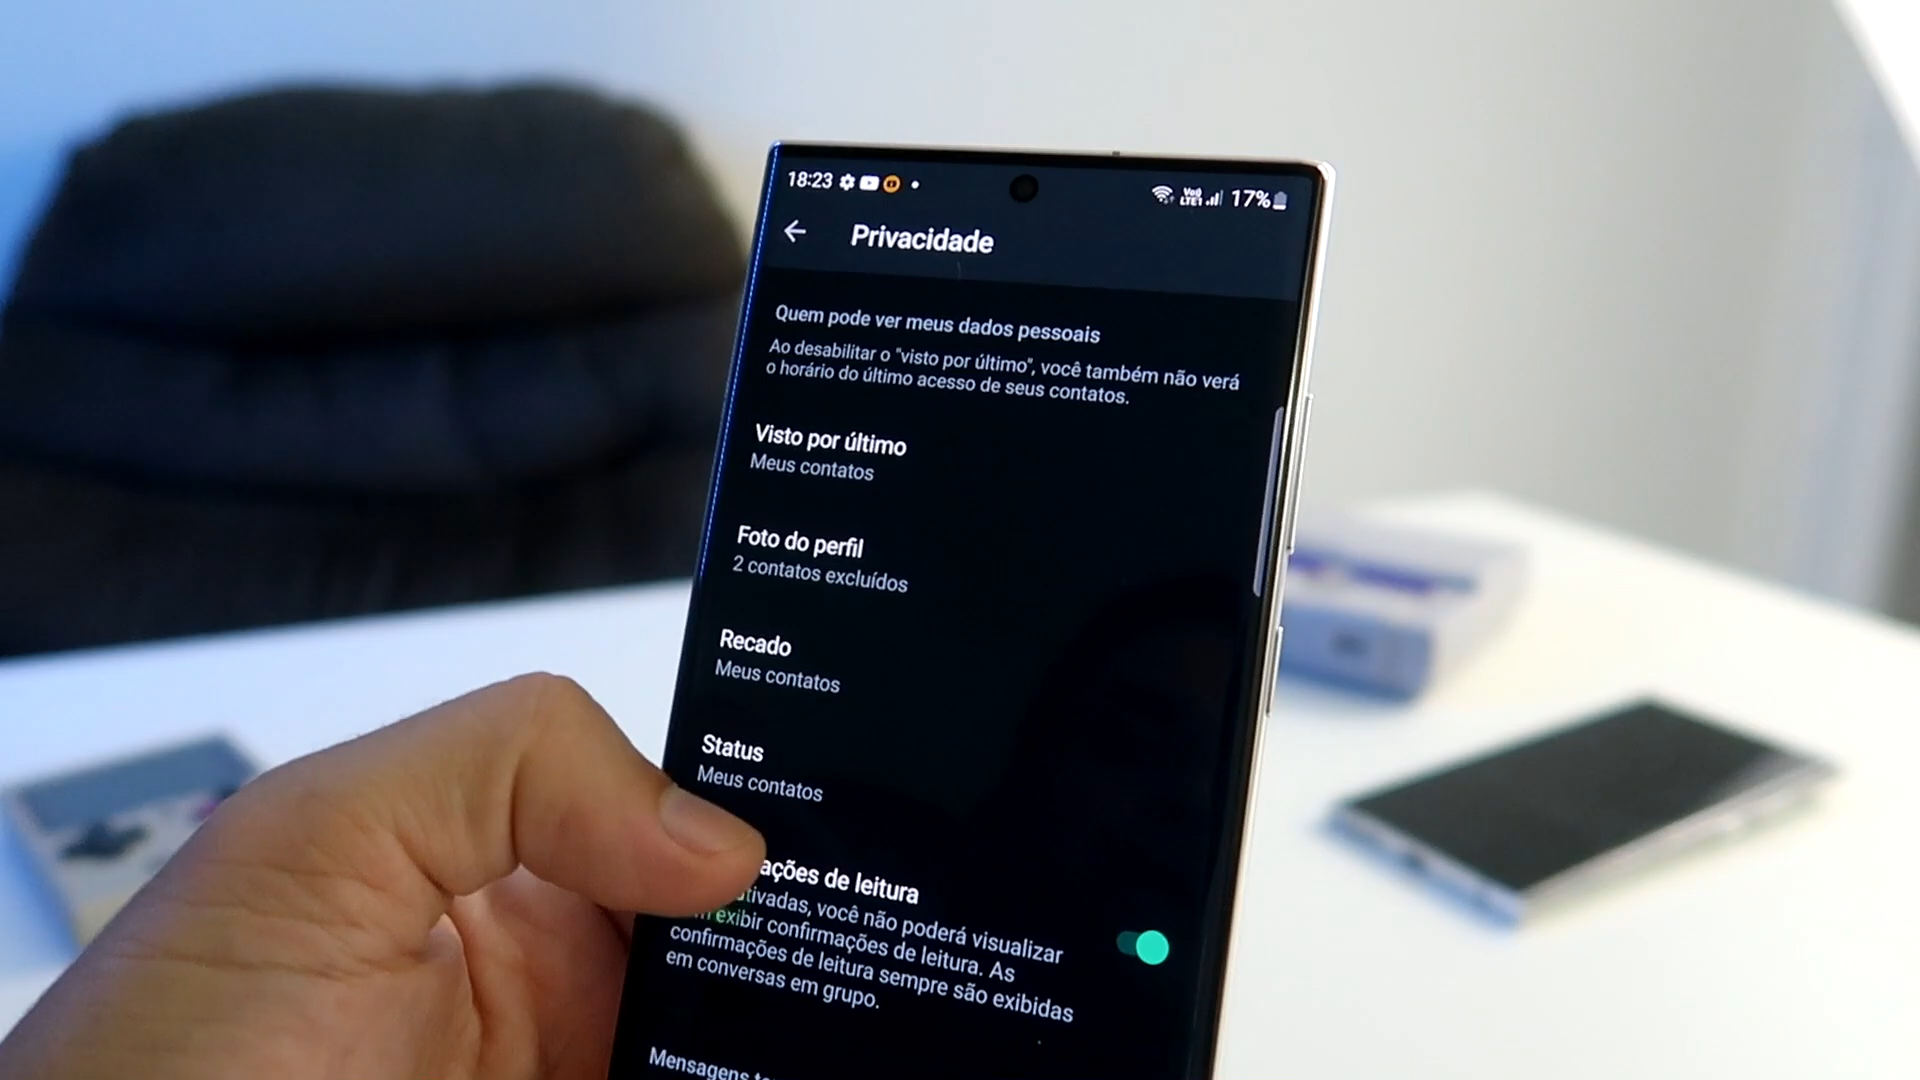 18:23
Voů LTE1 17%
Privacidade
Quem pode ver meus dados pessoais
Ao desabilitar o "visto por último", você também não verá
o horário do último acesso de seus contatos.
Visto por último
Meus contatos
Foto do perfil
2 contatos excluídos
Recado
Meus contatos
Status
Meus contatos
ações de leitura
tivadas, você não poderá visualizar
exibir confirmações de leitura. As
confirmações de leitura sempre são exibidas
em conversas em grupo.
Mensagens